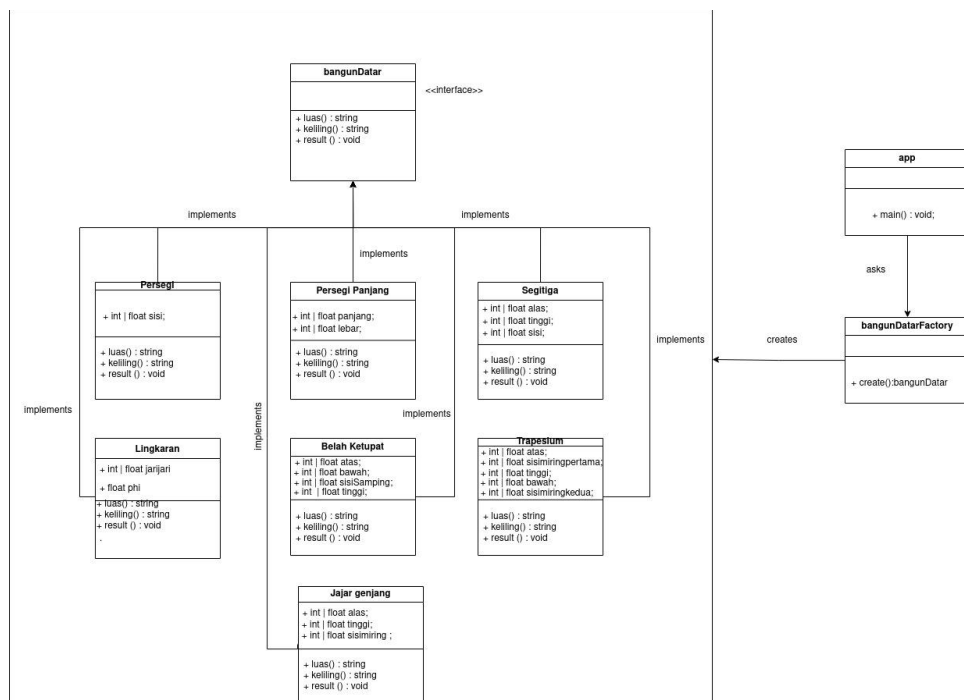 bangunDatar
<<interface>>
+ luas() : string
+ keliling() : string
+ result () : void
app
+ main() : void;
implements
implements
implements
asks
Persegi
+ int | float sisi;
+ luas() : string
+ keliling() : string
+ result () : void
Persegi Panjang
+ int | float panjang;
+ int | float lebar;
+ luas() : string
+ keliling() : string
+ result () : void
Segitiga
+ int | float alas;
+ int | float tinggi;
+ int | float sisi;
+ luas() : string
+ keliling() : string
+ result () : void
implements
creates
bangunDatarFactory
+ create():bangunDatar
implements
implements
implements
Lingkaran
+ int | float jarijari
+ float phi
+ luas() : string
+ keliling() : string
+ result () : void
.
Belah Ketupat
+ int | float atas;
+ int | float bawah;
+ int | float sisiSamping;
+ int | float tinggi;
+ luas() : string
+ keliling() : string
+ result () : void
Trapesium
+ int | float atas;
+ int | float sisimiringpertama;
+ int | float tinggi;
+ int | float bawah;
+ int | float sisimiringkedua;
+ luas() : string
+ keliling() : string
+ result () : void
Jajar genjang
+ int | float alas;
+ int | float tinggi;
+ int | float sisimiring ;
+ luas() : string
+ keliling() : string
+ result () : void